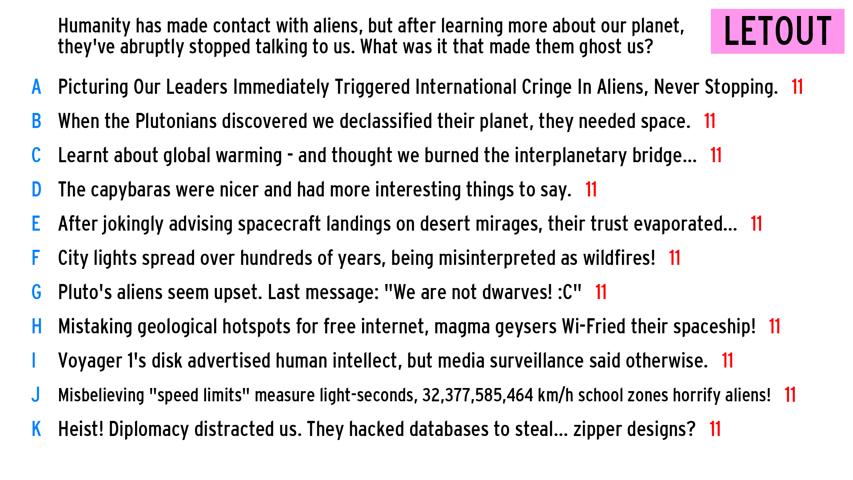 Humanity has made contact with aliens, but after learning more about our planet,
they've abruptly stopped talking to us. What was it that made them ghost us?
LETOUT
A Picturing Our Leaders Immediately Triggered International Cringe In Aliens, Never Stopping. 11
B When the Plutonians discovered we declassified their planet, they needed space. 11
C Learnt about global warming - and thought we burned the interplanetary bridge... 11
D The capybaras were nicer and had more interesting things to say. 11
E After jokingly advising spacecraft landings on desert mirages, their trust evaporated... 11
F City lights spread over hundreds of years, being misinterpreted as wildfires! 11
G Pluto's aliens seem upset. Last message: "We are not dwarves! :C" 11
H Mistaking geological hotspots for free internet, magma geysers Wi-Fried their spaceship! 11
I Voyager 1's disk advertised human intellect, but media surveillance said otherwise. 11
J Misbelieving "speed limits" measure light-seconds, 32,377,585,464 km/h school zones horrify aliens! 11
K Heist! Diplomacy distracted us. They hacked databases to steal... zipper designs? 11